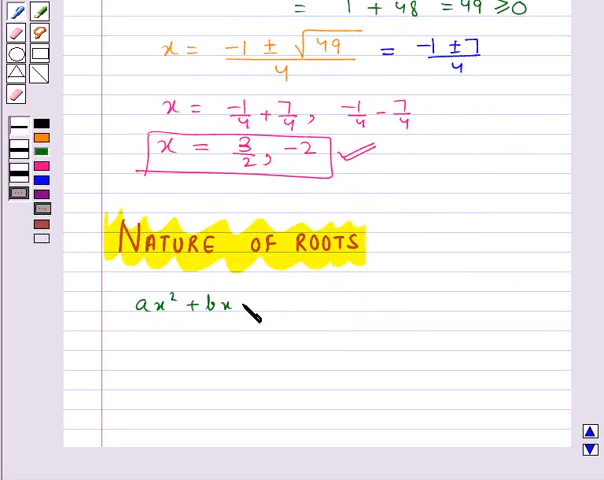 = 1 + 48 = 49 ⩾ 0
x = (-1 ± √49)/4 = (-1 ± 7)/4
x = -1/4 + 7/4, -1/4 - 7/4
x = 3/2, -2 ✓
NATURE OF ROOTS
ax² + bx